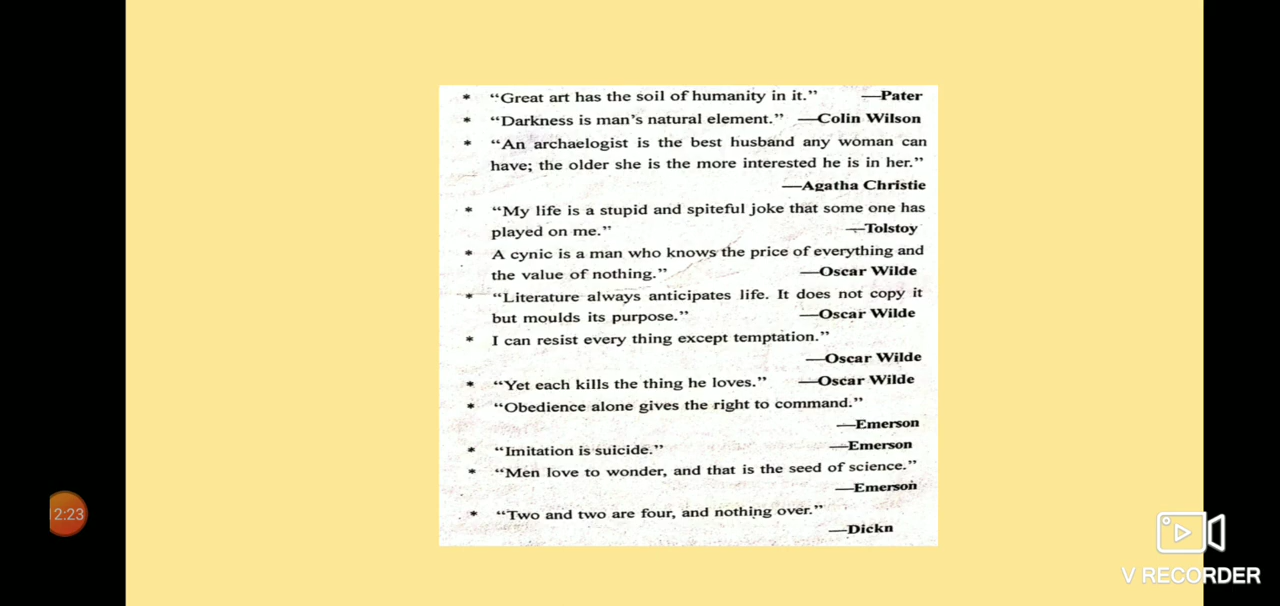 * “Great art has the soil of humanity in it.” —Pater
* “Darkness is man’s natural element.” —Colin Wilson
* “An archaelogist is the best husband any woman can
have; the older she is the more interested he is in her.”
—Agatha Christie
* “My life is a stupid and spiteful joke that some one has
played on me.” —Tolstoy
* A cynic is a man who knows the price of everything and
the value of nothing.” —Oscar Wilde
* “Literature always anticipates life. It does not copy it
but moulds its purpose.” —Oscar Wilde
* I can resist every thing except temptation.”
—Oscar Wilde
* “Yet each kills the thing he loves.” —Oscar Wilde
* “Obedience alone gives the right to command.”
—Emerson
* “Imitation is suicide.” —Emerson
* “Men love to wonder, and that is the seed of science.”
—Emerson
* “Two and two are four, and nothing over.”
—Dickn
2:23
V RECORDER